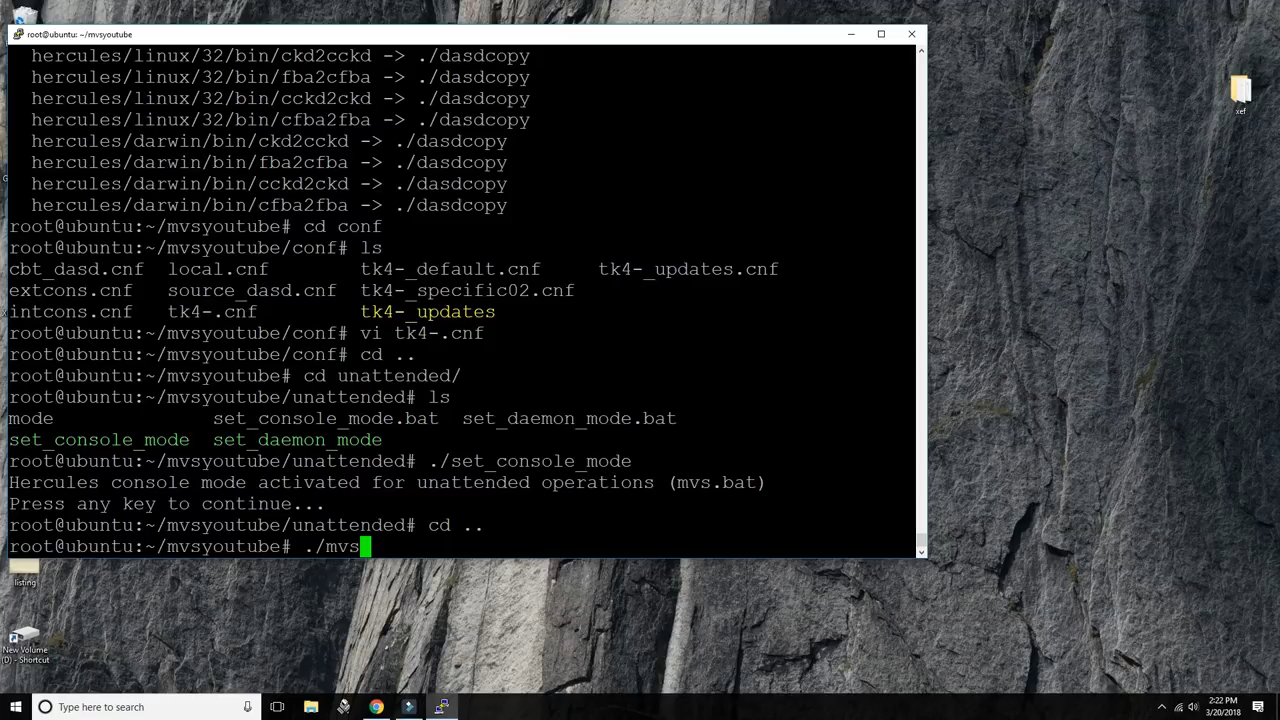 root@ubuntu: ~/mvsyoutube
hercules/linux/32/bin/ckd2cckd -> ./dasdcopy
hercules/linux/32/bin/fba2cfba -> ./dasdcopy
hercules/linux/32/bin/cckd2ckd -> ./dasdcopy
hercules/linux/32/bin/cfba2fba -> ./dasdcopy
hercules/darwin/bin/ckd2cckd -> ./dasdcopy
hercules/darwin/bin/fba2cfba -> ./dasdcopy
hercules/darwin/bin/cckd2ckd -> ./dasdcopy
hercules/darwin/bin/cfba2fba -> ./dasdcopy
root@ubuntu:~/mvsyoutube# cd conf
root@ubuntu:~/mvsyoutube/conf# ls
cbt_dasd.cnf local.cnf tk4-_default.cnf tk4-_updates.cnf
extcons.cnf source_dasd.cnf tk4-_specific02.cnf
intcons.cnf tk4-.cnf tk4-_updates
root@ubuntu:~/mvsyoutube/conf# vi tk4-.cnf
root@ubuntu:~/mvsyoutube/conf# cd ..
root@ubuntu:~/mvsyoutube# cd unattended/
root@ubuntu:~/mvsyoutube/unattended# ls
mode set_console_mode.bat set_daemon_mode.bat
set_console_mode set_daemon_mode
root@ubuntu:~/mvsyoutube/unattended# ./set_console_mode
Hercules console mode activated for unattended operations (mvs.bat)
Press any key to continue...
root@ubuntu:~/mvsyoutube/unattended# cd ..
root@ubuntu:~/mvsyoutube# ./mvs
xef
listing
New Volume
(D) - Shortcut
Type here to search
2:22 PM
3/20/2018